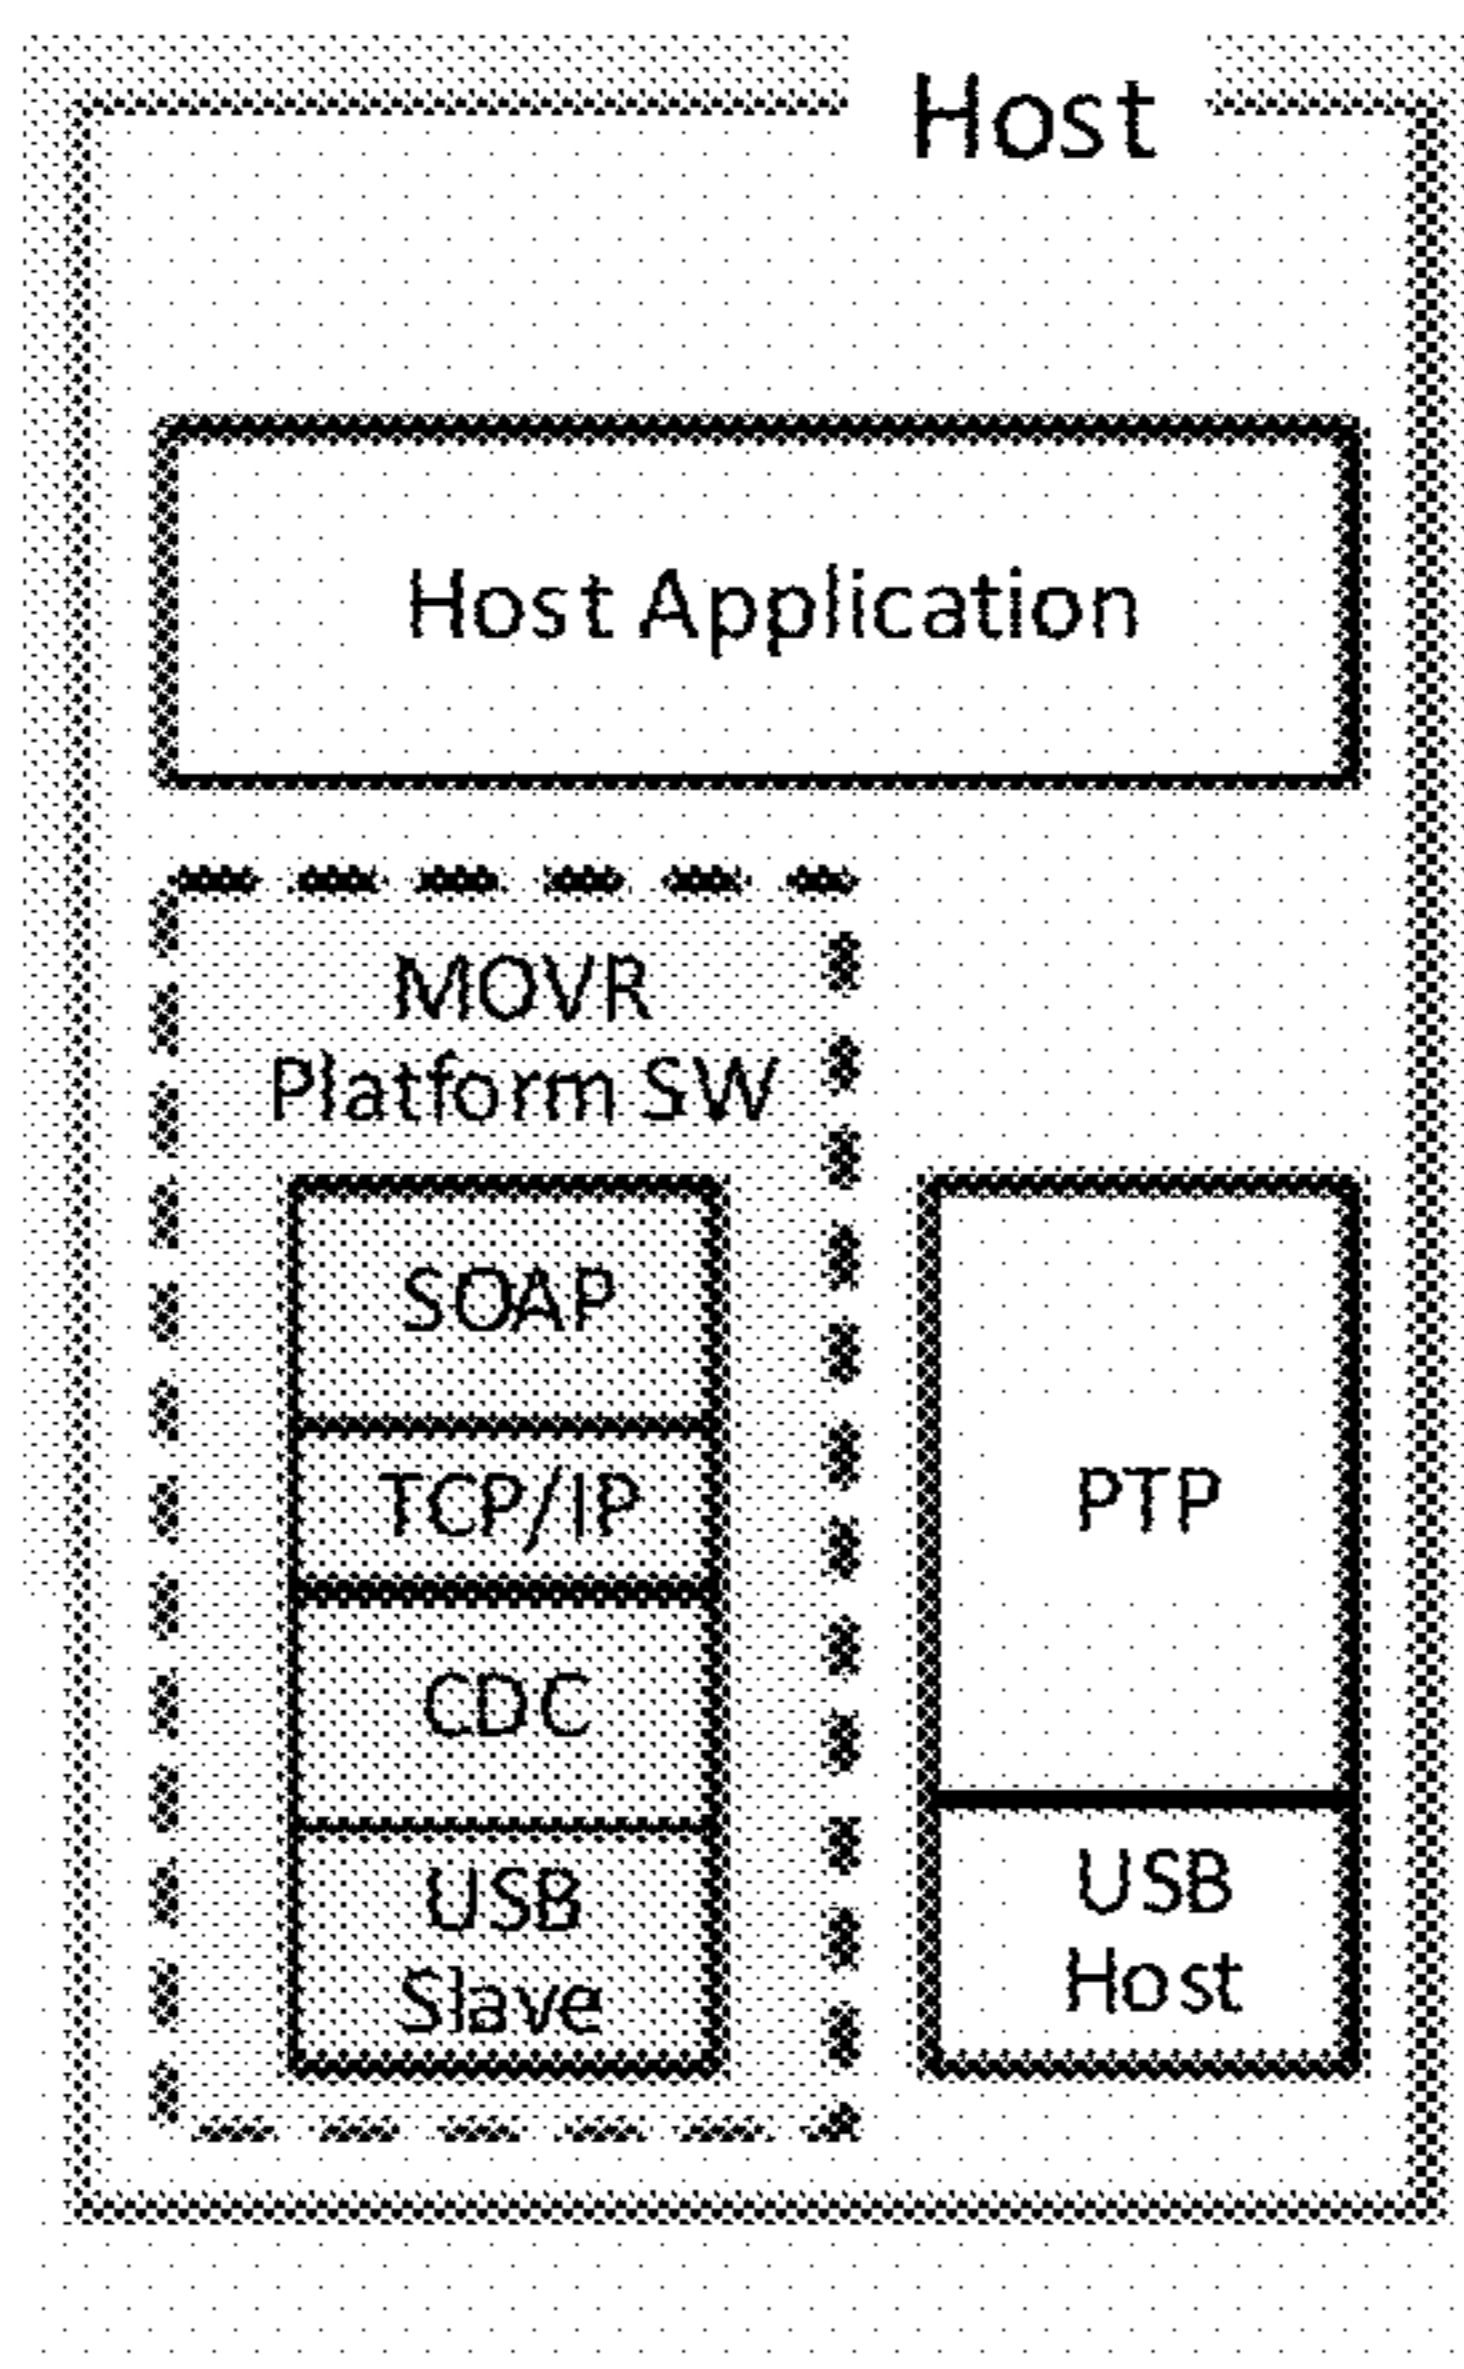 Host
Host Application
MOVR
Platform SW
SOAP
TCP/IP
CDC
USB
Slave
PTP
USB
Host